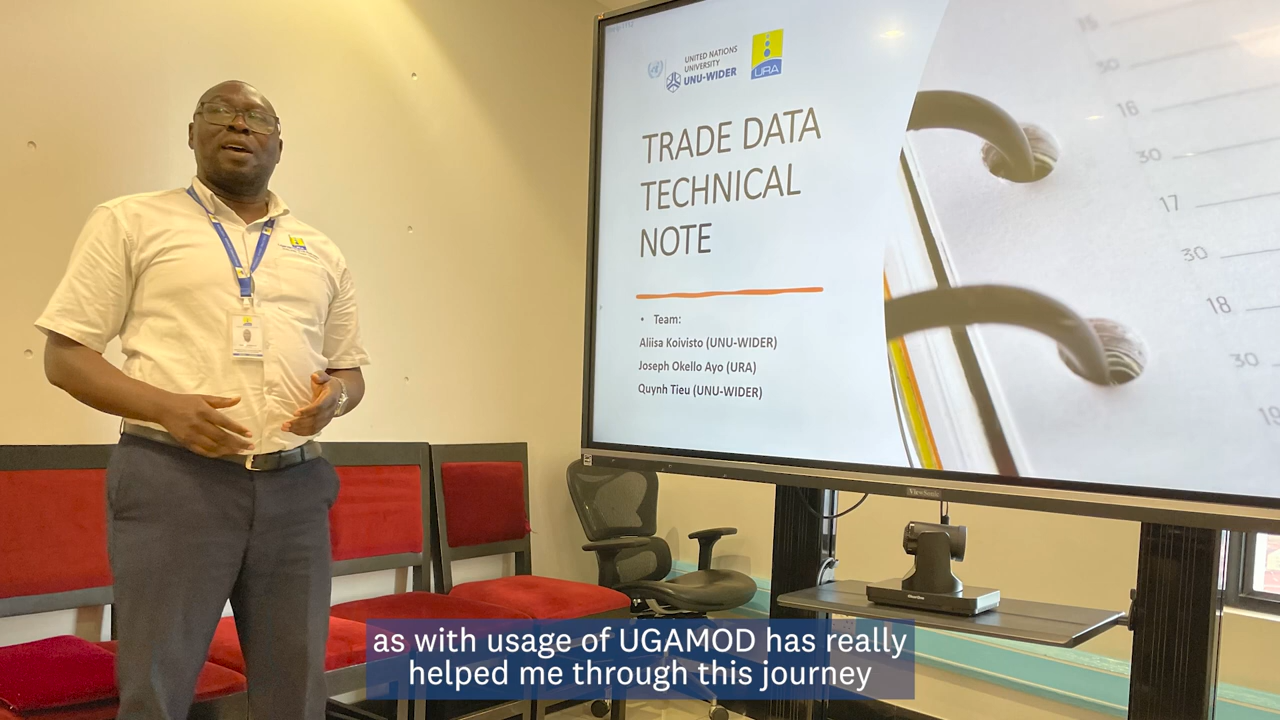 UNITED NATIONS
UNIVERSITY
UNU-WIDER
URA
TRADE DATA
TECHNICAL
NOTE
• Team:
Aliisa Koivisto (UNU-WIDER)
Joseph Okello Ayo (URA)
Quynh Tieu (UNU-WIDER)
30
16
30
17
30
18
30
19
ViewSonic
as with usage of UGAMOD has really
helped me through this journey